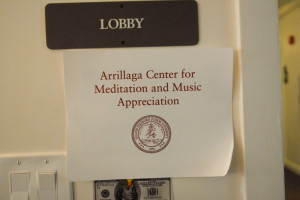 LOBBY
Arrillaga Center for
Meditation and Music
Appreciation